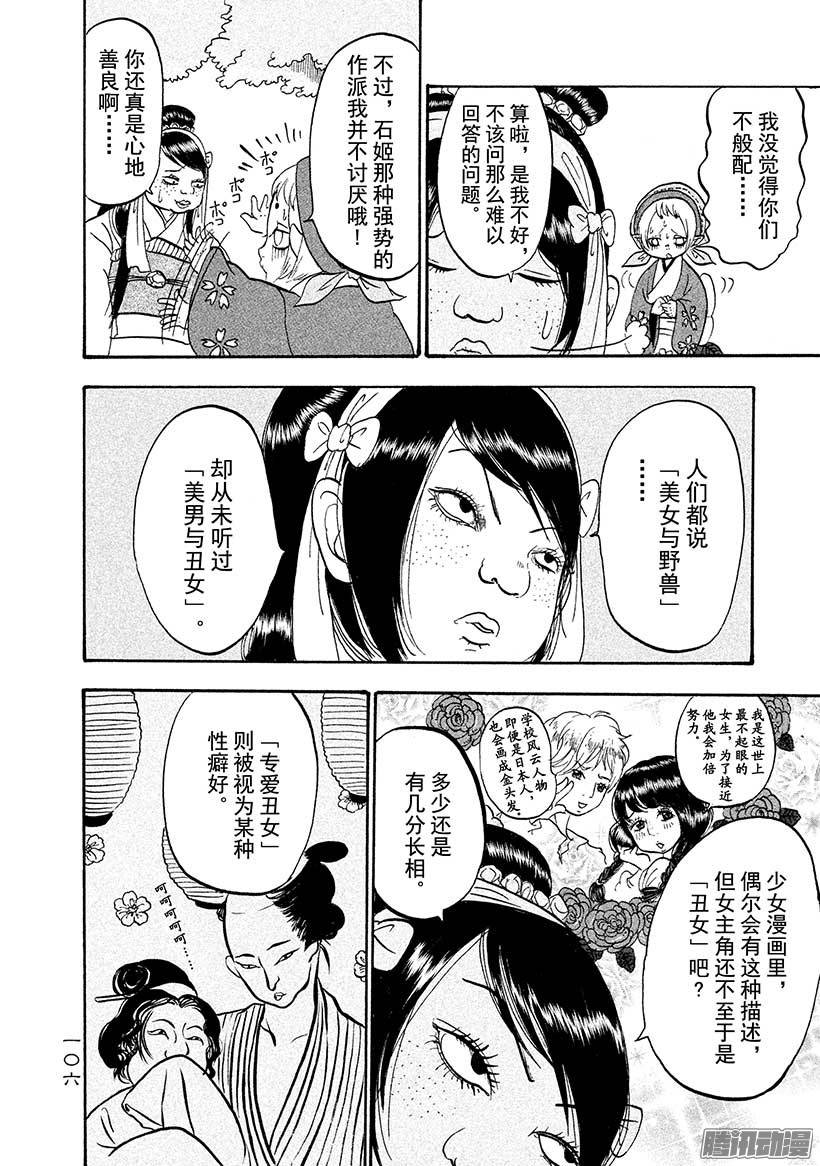 我没觉得你们
不般配……
算啦，是我不好，
不该问那么难以
回答的问题。
不过，石姬那种强势的
作派我并不讨厌哦！
ポコ
ポコ
你还真是心地
善良啊……
人们都说
「美女与野兽」
……
却从未听过
「美男与丑女」。
我是这世上
最不起眼的
女生，为了接近
他我会加倍
努力。
学校风云人物
即便是日本人，
也会画成金头发。
少女漫画里，
偶尔会有这种描述，
但女主角还不至于是
「丑女」吧？
多少还是
有几分长相。
「专爱丑女」
则被视为某种
性癖好。
呵呵呵呵…
一〇六
腾讯动漫